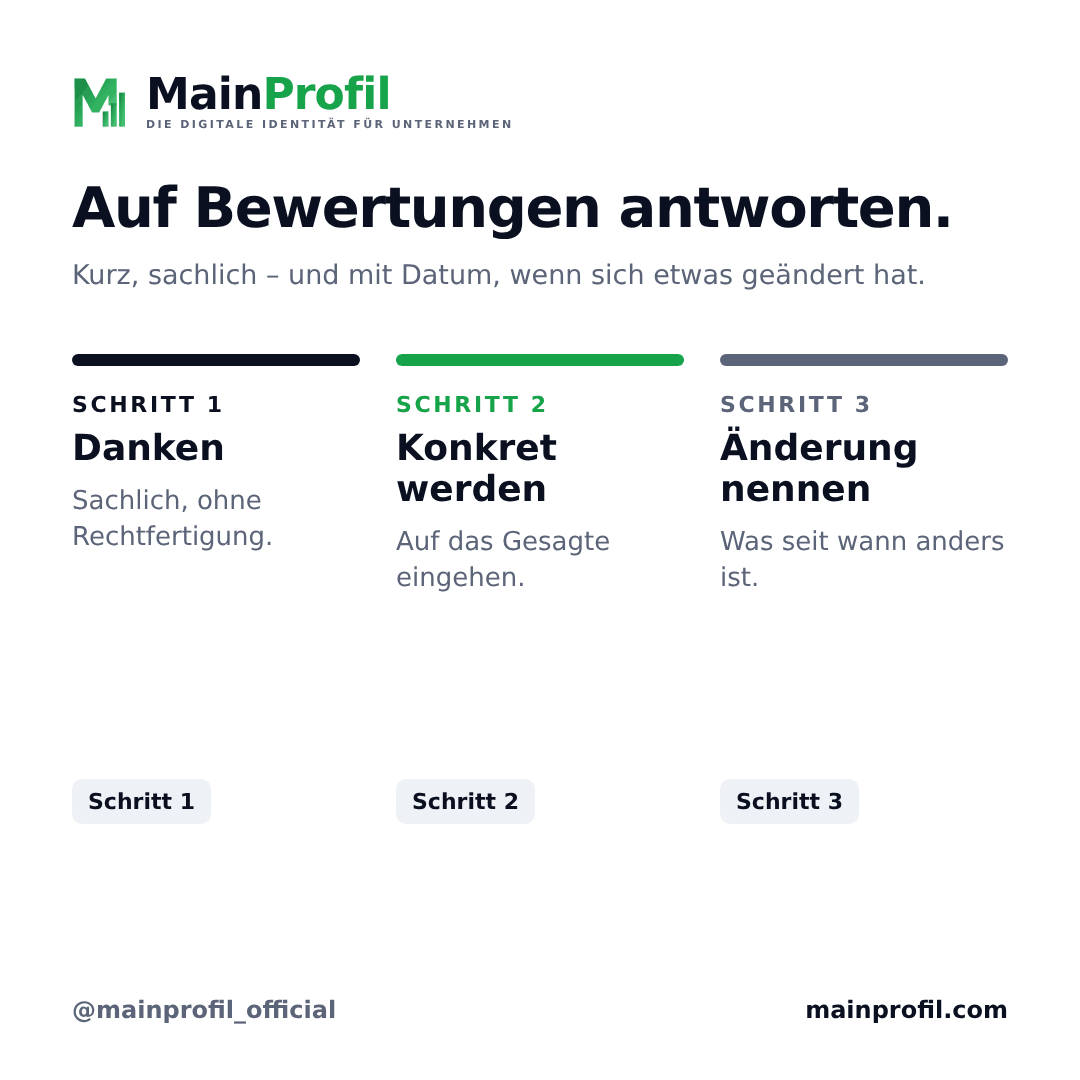 MainProfil
DIE DIGITALE IDENTITÄT FÜR UNTERNEHMEN
Auf Bewertungen antworten.
Kurz, sachlich – und mit Datum, wenn sich etwas geändert hat.
SCHRITT 1
Danken
Sachlich, ohne
Rechtfertigung.
Schritt 1
SCHRITT 2
Konkret
werden
Auf das Gesagte
eingehen.
Schritt 2
SCHRITT 3
Änderung
nennen
Was seit wann anders
ist.
Schritt 3
@mainprofil_official
mainprofil.com